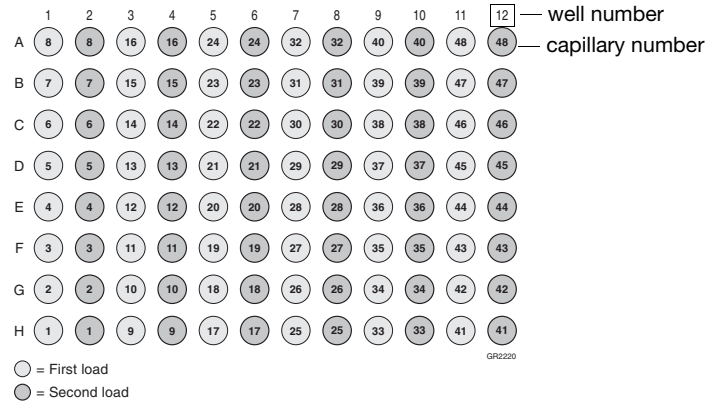 1 2 3 4 5 6 7 8 9 10 11 12 well number
A 8 8 16 16 24 24 32 32 40 40 48 48 capillary number
B 7 7 15 15 23 23 31 31 39 39 47 47
C 6 6 14 14 22 22 30 30 38 38 46 46
D 5 5 13 13 21 21 29 29 37 37 45 45
E 4 4 12 12 20 20 28 28 36 36 44 44
F 3 3 11 11 19 19 27 27 35 35 43 43
G 2 2 10 10 18 18 26 26 34 34 42 42
H 1 1 9 9 17 17 25 25 33 33 41 41
GR2220
= First load
= Second load